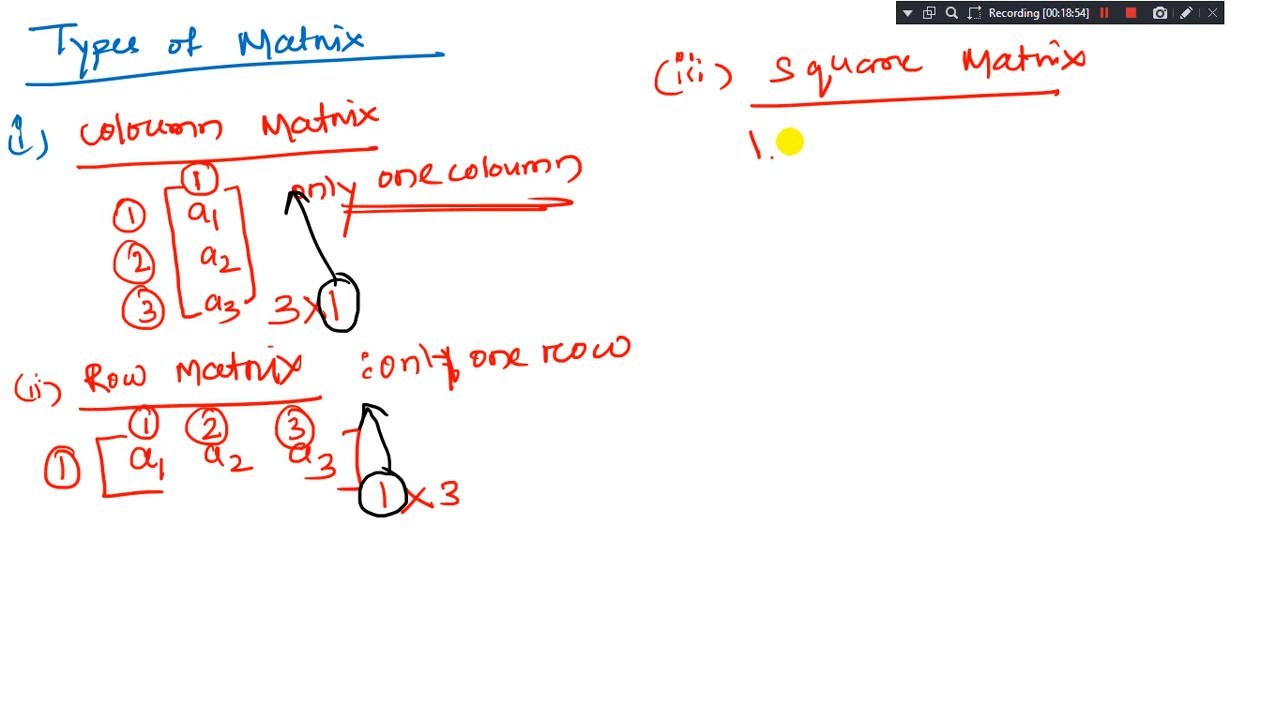 Recording [00:18:54]
Types of Matrix
(i) coloumn Matrix
only one coloumn
1
1 a1
2 a2
3 a3 3×1
(ii) Row Matrix : only one row
1 2 3
1 a1 a2 a3
1×3
(iii) square Matrix
1.